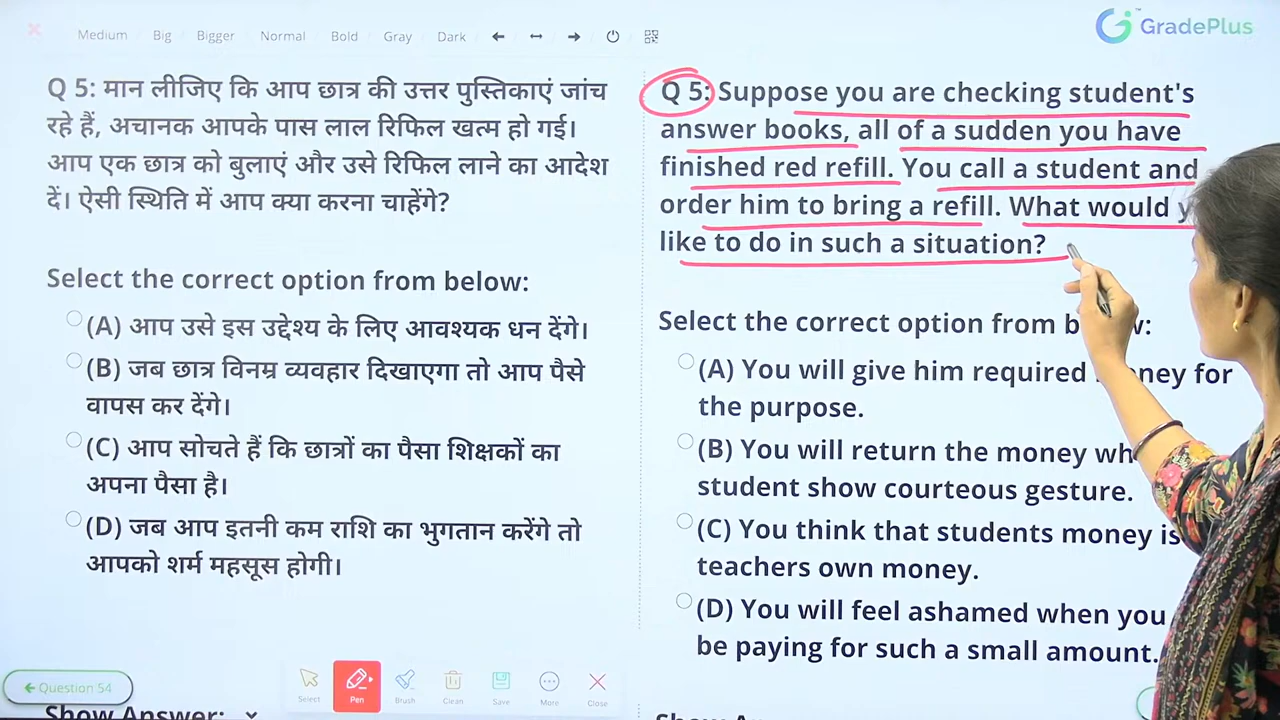 Medium Big Bigger Normal Bold Gray Dark
GradePlus
Q 5: मान लीजिए कि आप छात्र की उत्तर पुस्तिकाएं जांच
रहे हैं, अचानक आपके पास लाल रिफिल खत्म हो गई।
आप एक छात्र को बुलाएं और उसे रिफिल लाने का आदेश
दें। ऐसी स्थिति में आप क्या करना चाहेंगे?
Select the correct option from below:
(A) आप उसे इस उद्देश्य के लिए आवश्यक धन देंगे।
(B) जब छात्र विनम्र व्यवहार दिखाएगा तो आप पैसे
वापस कर देंगे।
(C) आप सोचते हैं कि छात्रों का पैसा शिक्षकों का
अपना पैसा है।
(D) जब आप इतनी कम राशि का भुगतान करेंगे तो
आपको शर्म महसूस होगी।
Q 5: Suppose you are checking student's
answer books, all of a sudden you have
finished red refill. You call a student and
order him to bring a refill. What would
like to do in such a situation?
Select the correct option from
(A) You will give him required for
the purpose.
(B) You will return the money
student show courteous gesture.
(C) You think that students money is
teachers own money.
(D) You will feel ashamed when you
be paying for such a small amount.
Question 54
Select Pen Brush Clean Save More Close
Show Answer:
Show